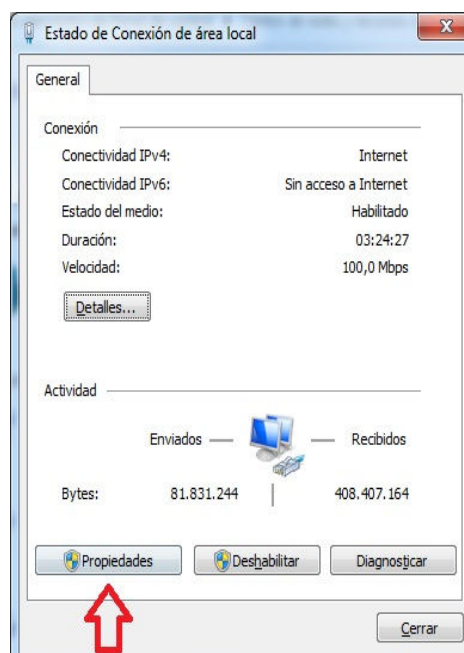 Estado de Conexión de área local
General
Conexión
Conectividad IPv4: Internet
Conectividad IPv6: Sin acceso a Internet
Estado del medio: Habilitado
Duración: 03:24:27
Velocidad: 100,0 Mbps
Detalles...
Actividad
Enviados Recibidos
Bytes: 81.831.244 408.407.164
Propiedades Deshabilitar Diagnosticar
Cerrar